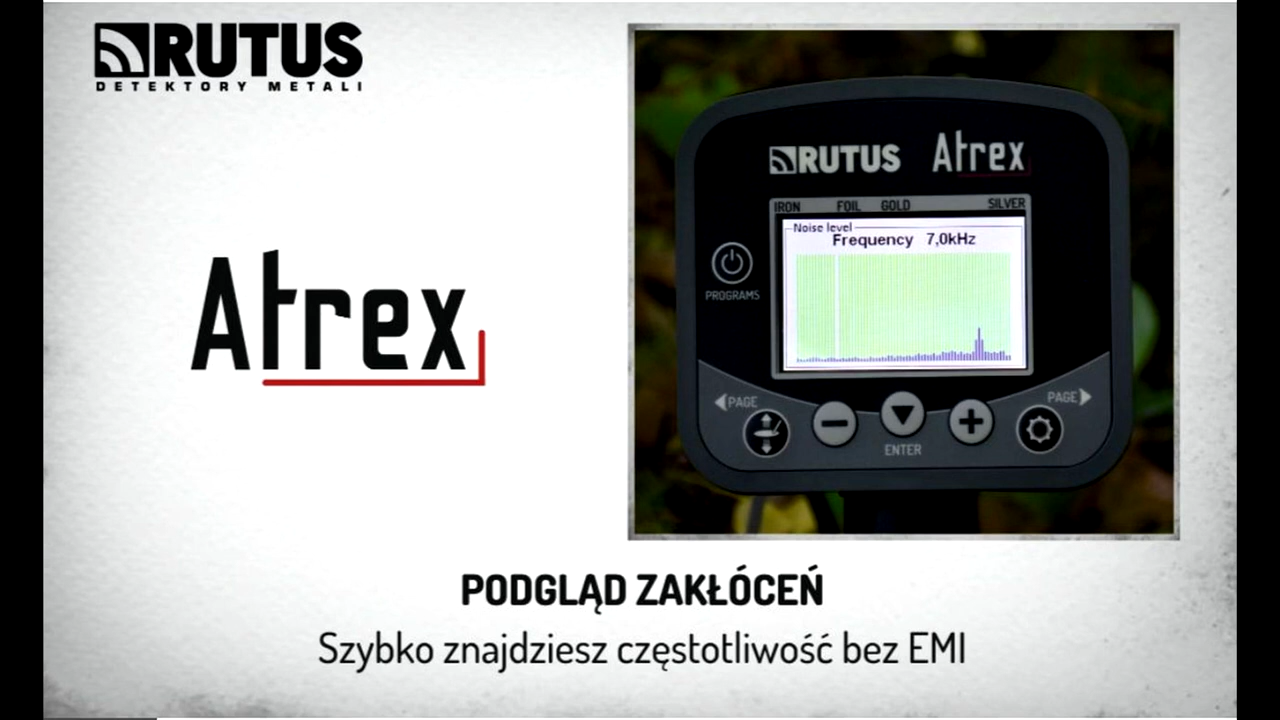 RUTUS
DETEKTORY METALI
Atrex
RUTUS Atrex
IRON FOIL GOLD SILVER
Noise level
Frequency 7,0kHz
PROGRAMS
PAGE
PAGE
ENTER
PODGLĄD ZAKŁÓCEŃ
Szybko znajdziesz częstotliwość bez EMI